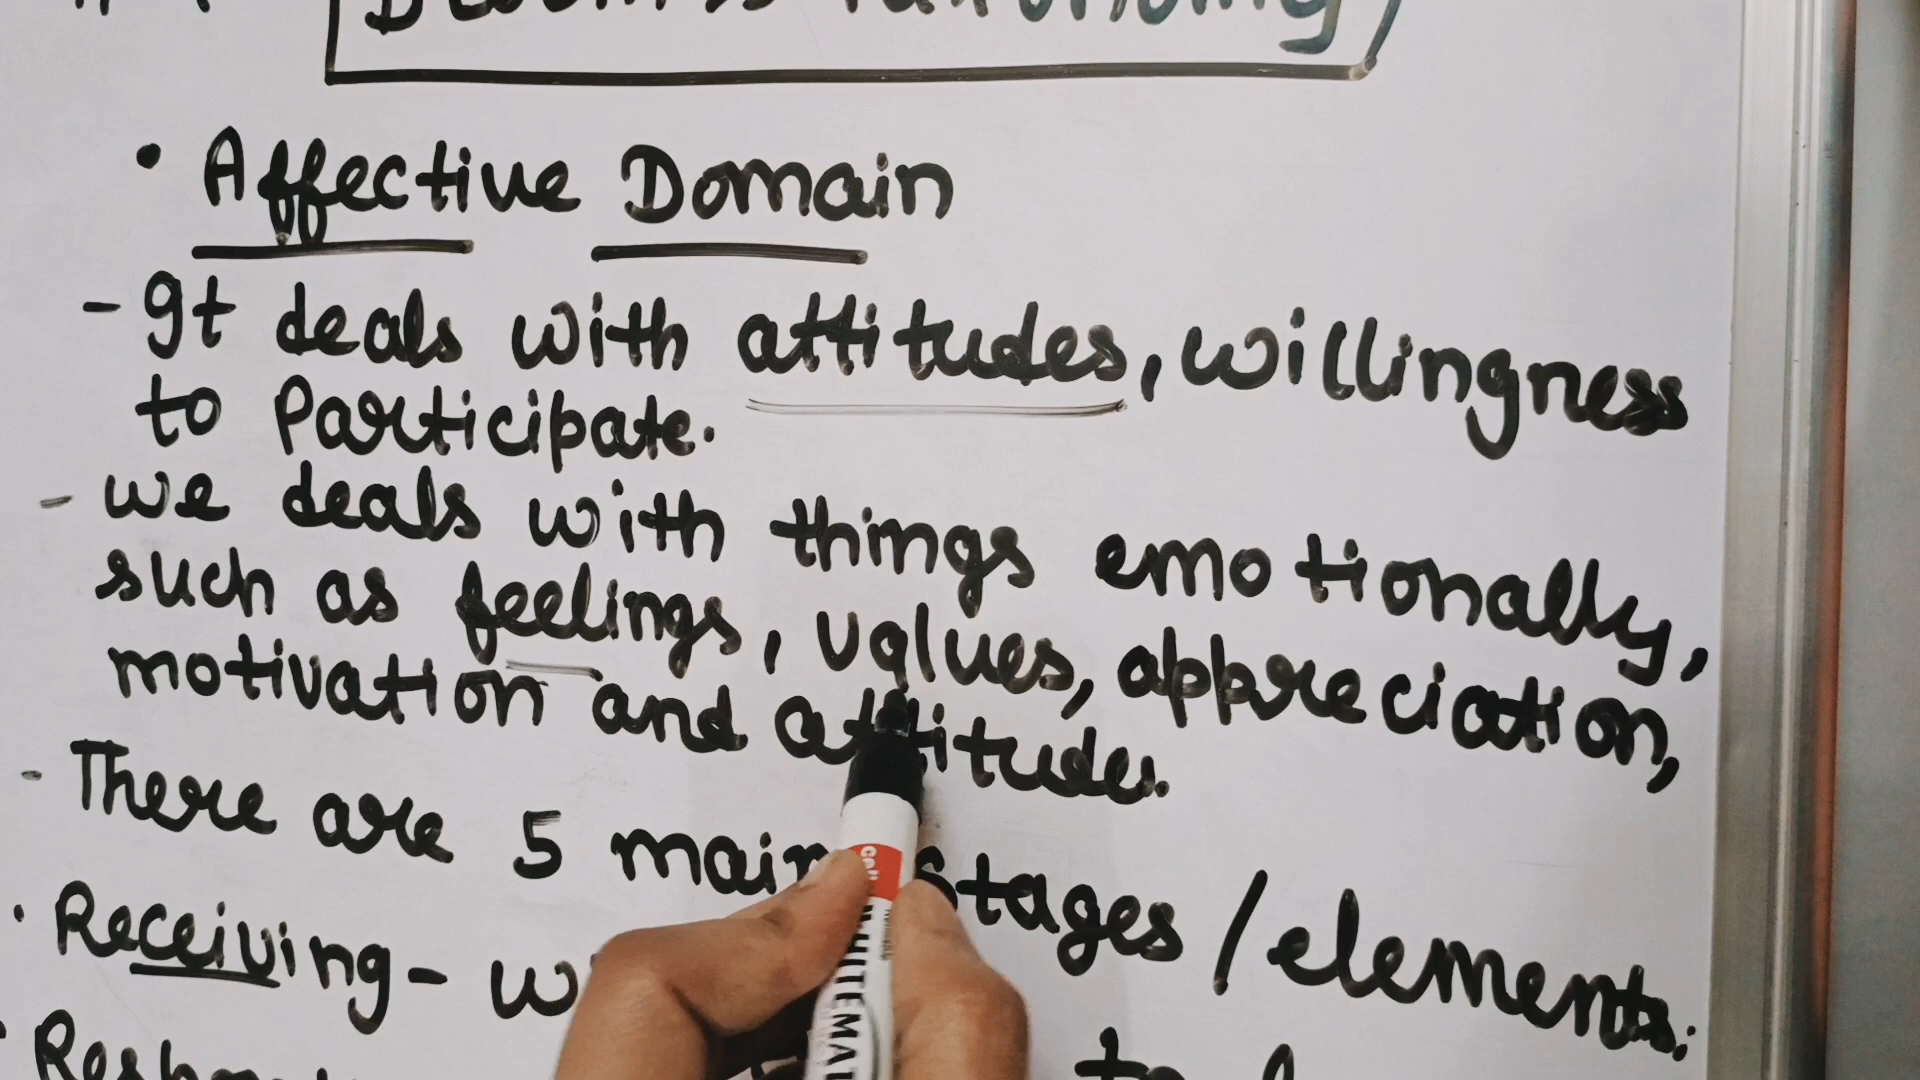 • Affective Domain
- It deals with attitudes, willingness
to Participate.
- we deals with things emotionally,
such as feelings, values, appreciation,
motivation and attitudes.
- There are 5 main stages / elements:
• Receiving -